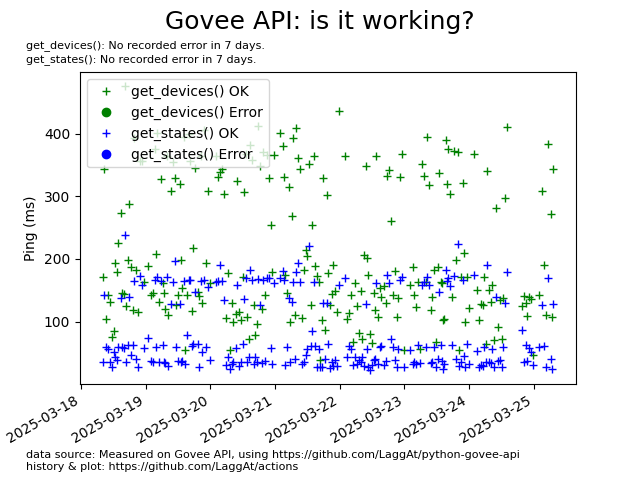 Govee API: is it working?
get_devices(): No recorded error in 7 days.
get_states(): No recorded error in 7 days.
get_devices() OK
get_devices() Error
get_states() OK
get_states() Error
Ping (ms)
400
300
200
100
2025-03-18
2025-03-19
2025-03-20
2025-03-21
2025-03-22
2025-03-23
2025-03-24
2025-03-25
data source: Measured on Govee API, using https://github.com/LaggAt/python-govee-api
history & plot: https://github.com/LaggAt/actions